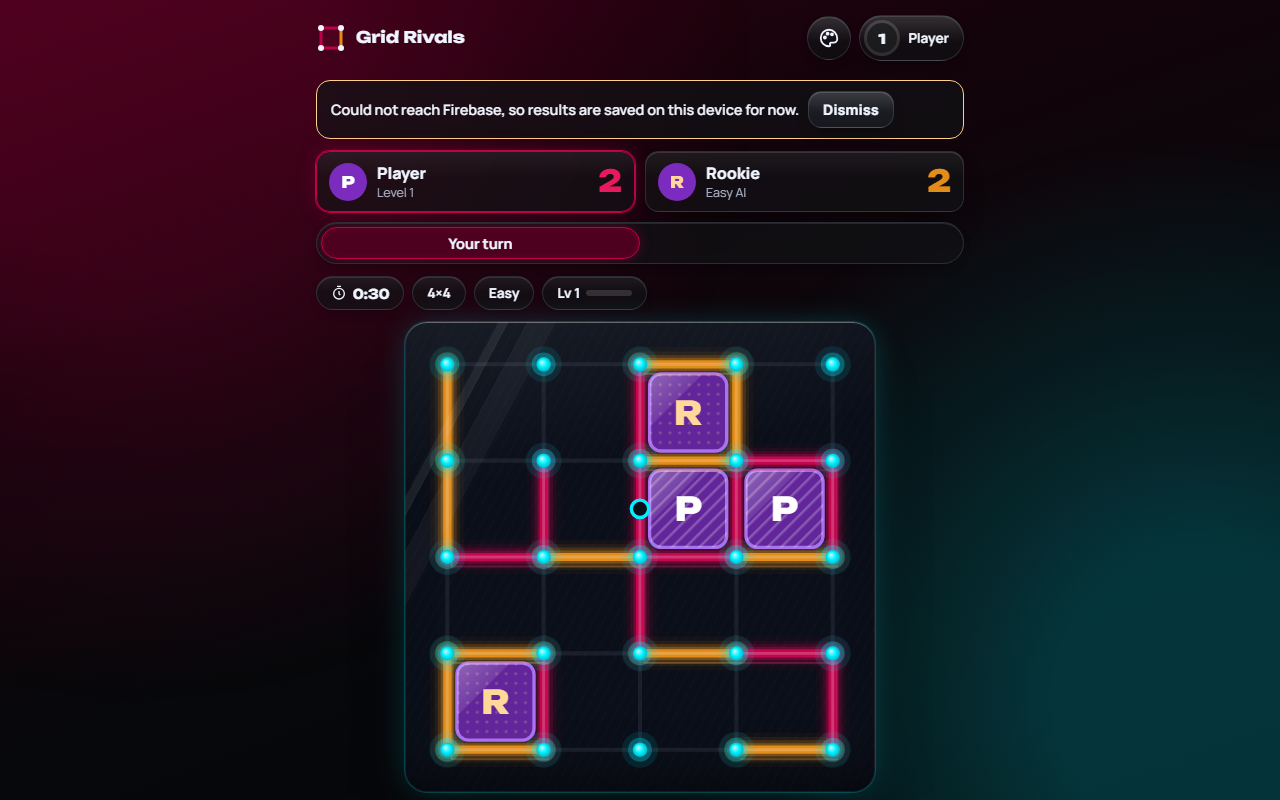 Grid Rivals
1 Player
Could not reach Firebase, so results are saved on this device for now. Dismiss
P Player 2
Level 1
R Rookie 2
Easy AI
Your turn
0:30 4×4 Easy Lv 1
R
P P
R